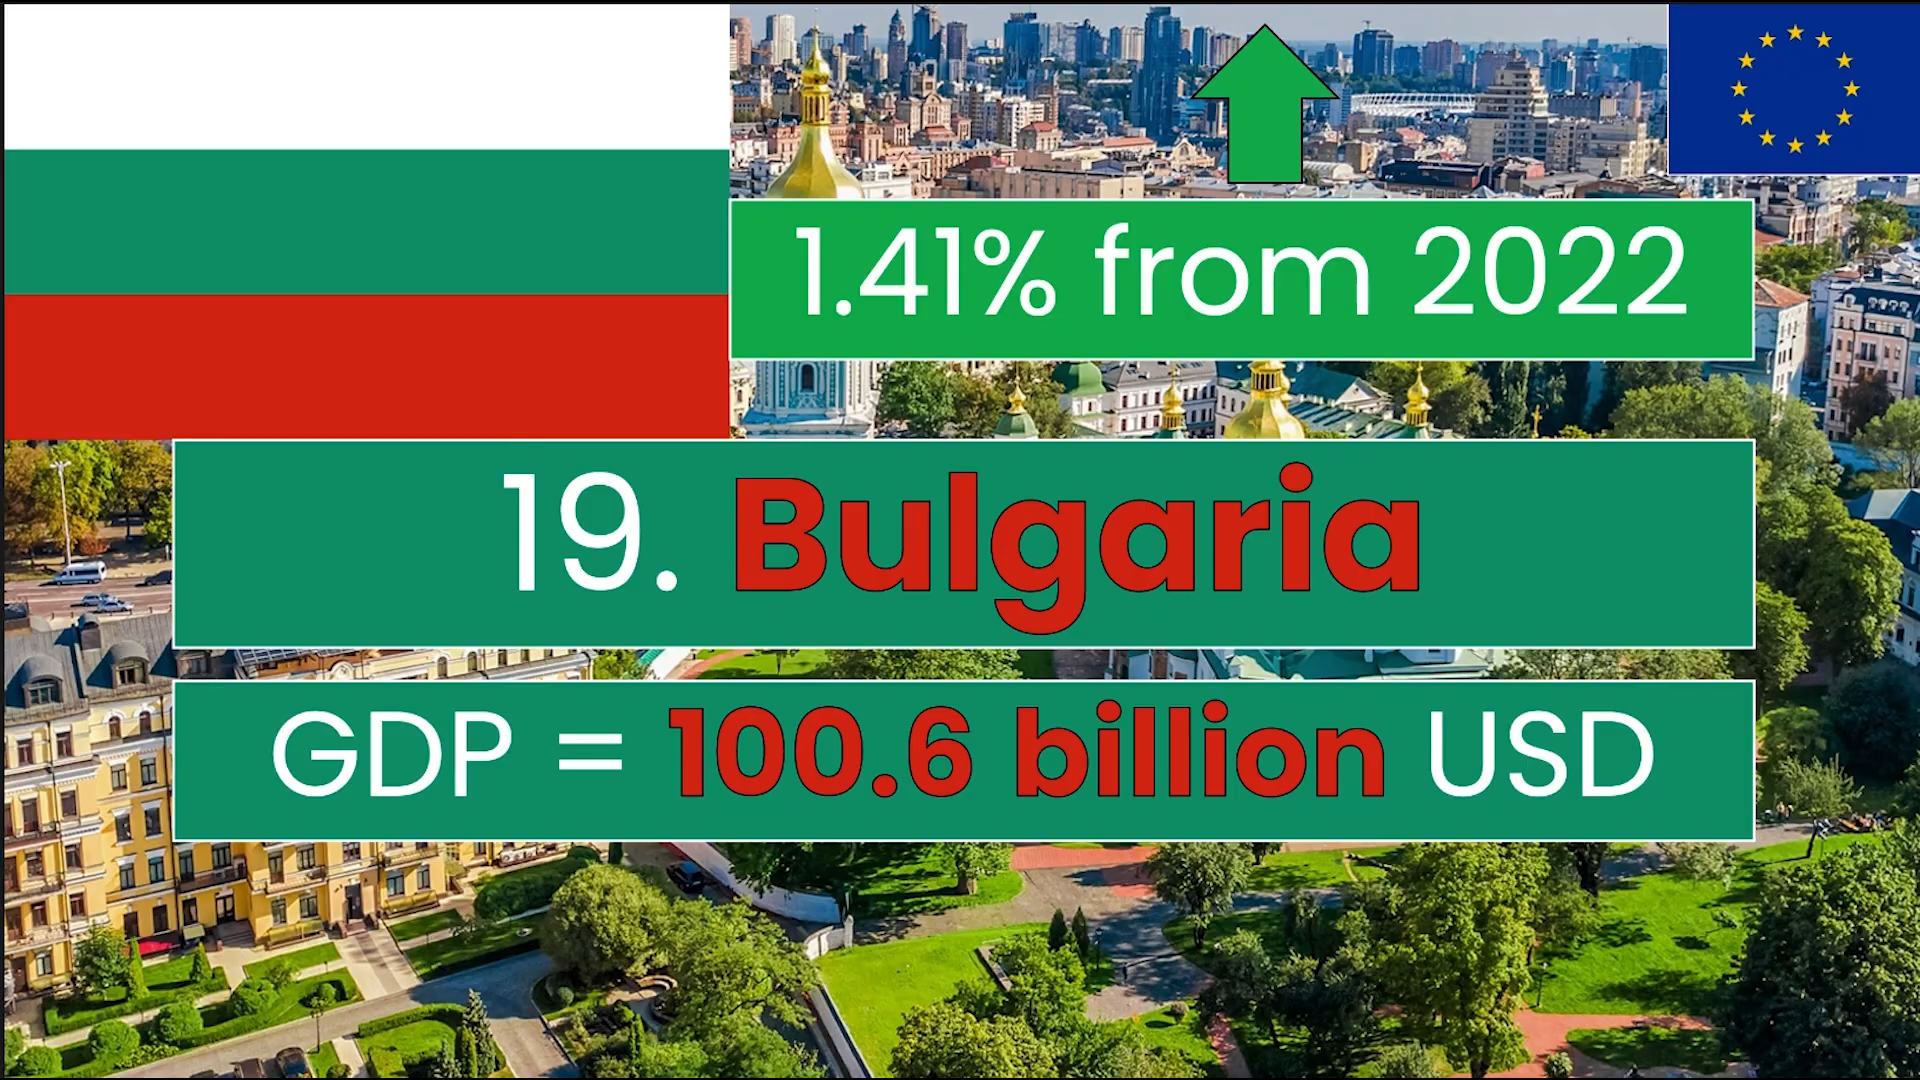 1.41% from 2022
19. Bulgaria
GDP = 100.6 billion USD